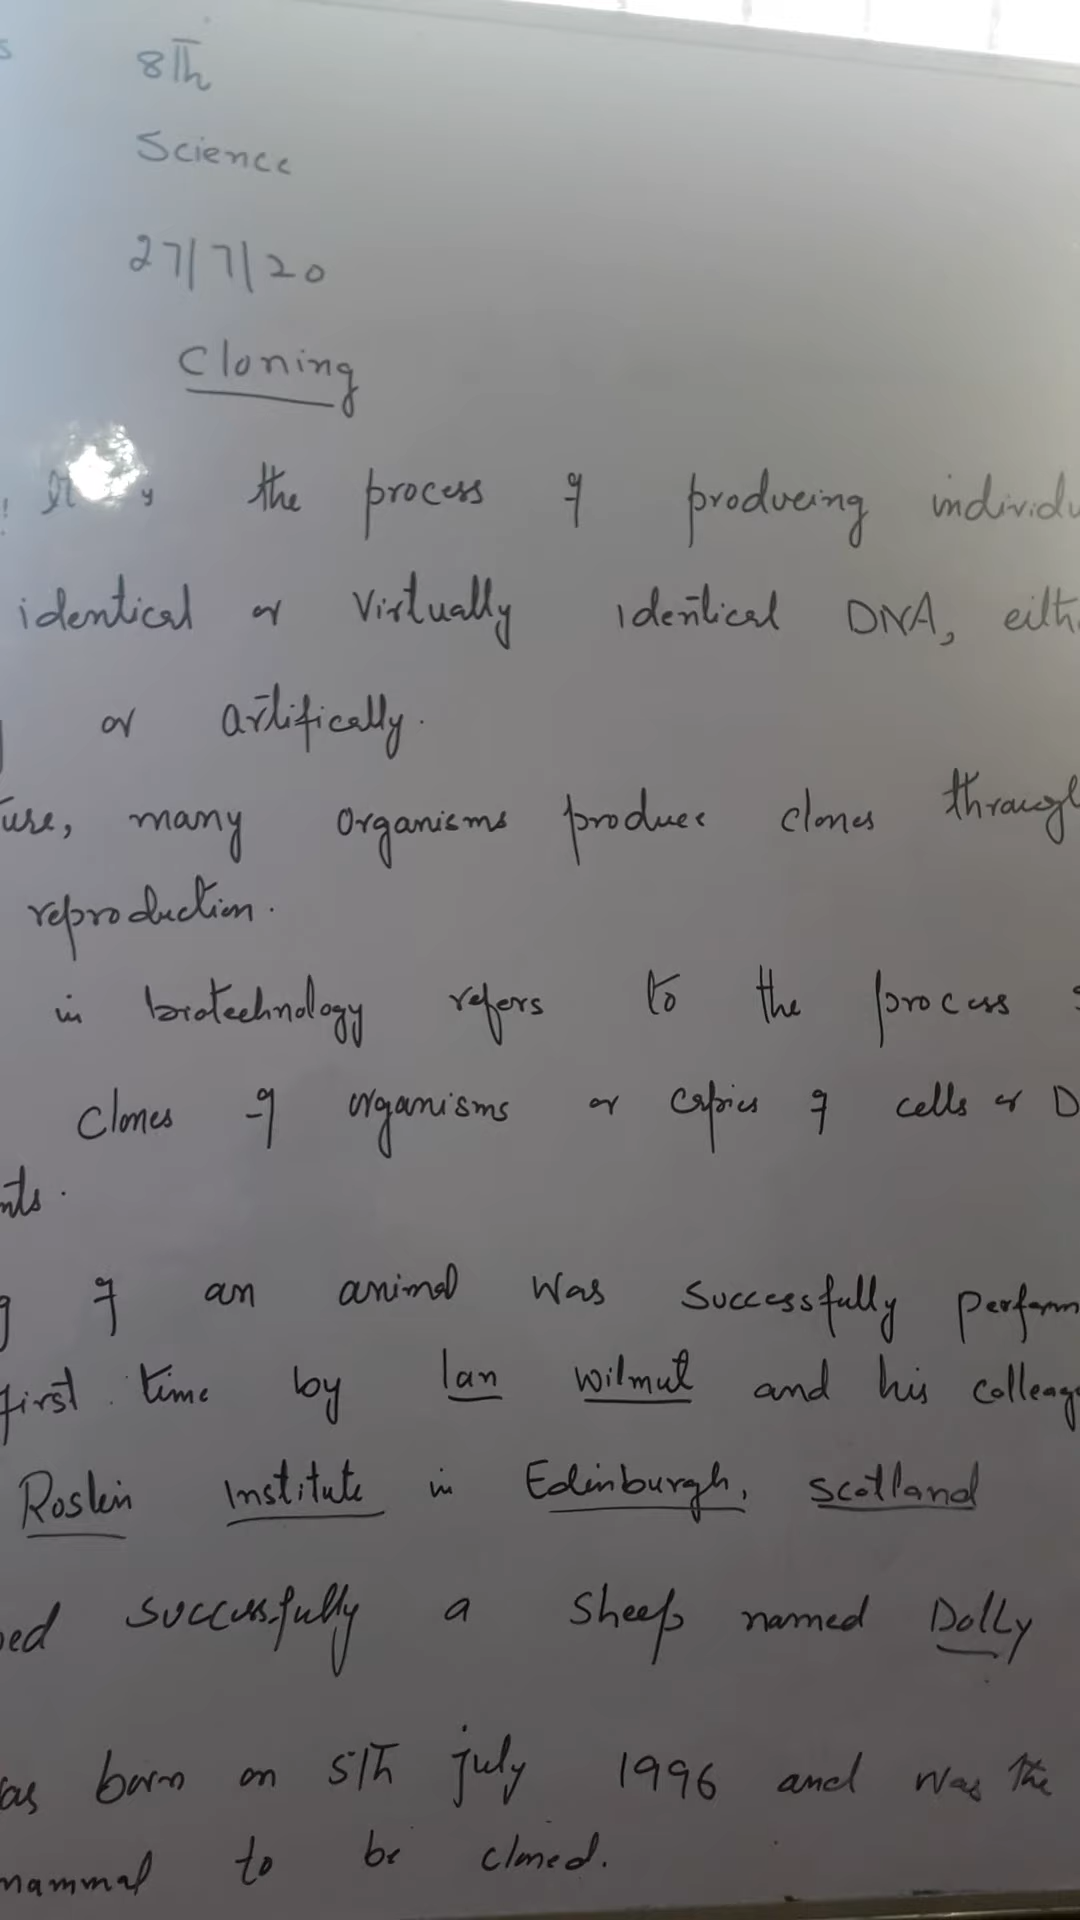 8Th
Science
27/7/20
Cloning
the process of producing individu
identical or Virtually identical DNA, eith
or artifically.
ture, many organisms produce clones through
reproduction.
in biotechnology refers to the process
Clones of organisms or copies of cells or D
nts.
g of an animal was successfully perform
first time by Ian Wilmut and his colleag
Roslin Institute in Edinburgh, Scotland
ed successfully a Sheep named Dolly
as born on 5Th july 1996 and was the
mammal to be cloned.